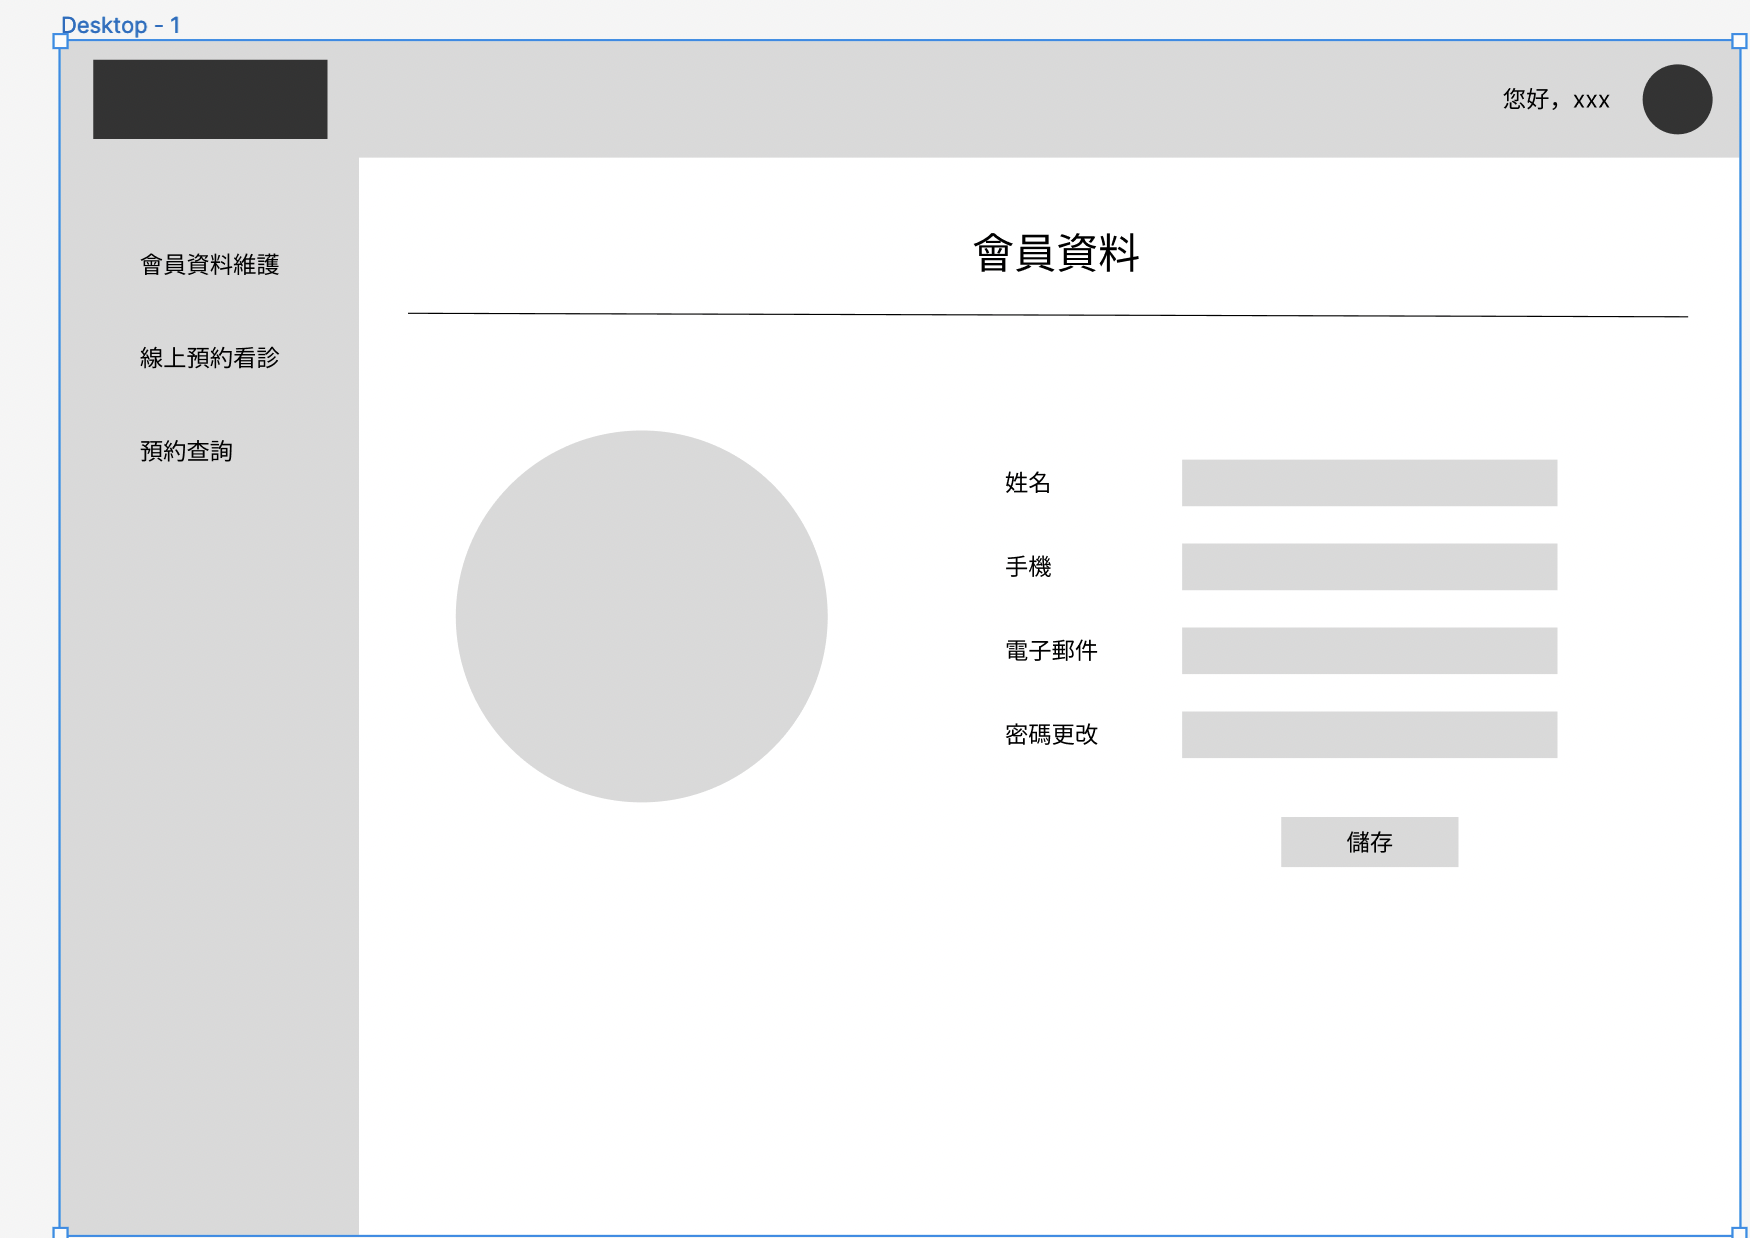 Desktop - 1
您好，xxx
會員資料維護
線上預約看診
預約查詢
會員資料
姓名
手機
電子郵件
密碼更改
儲存